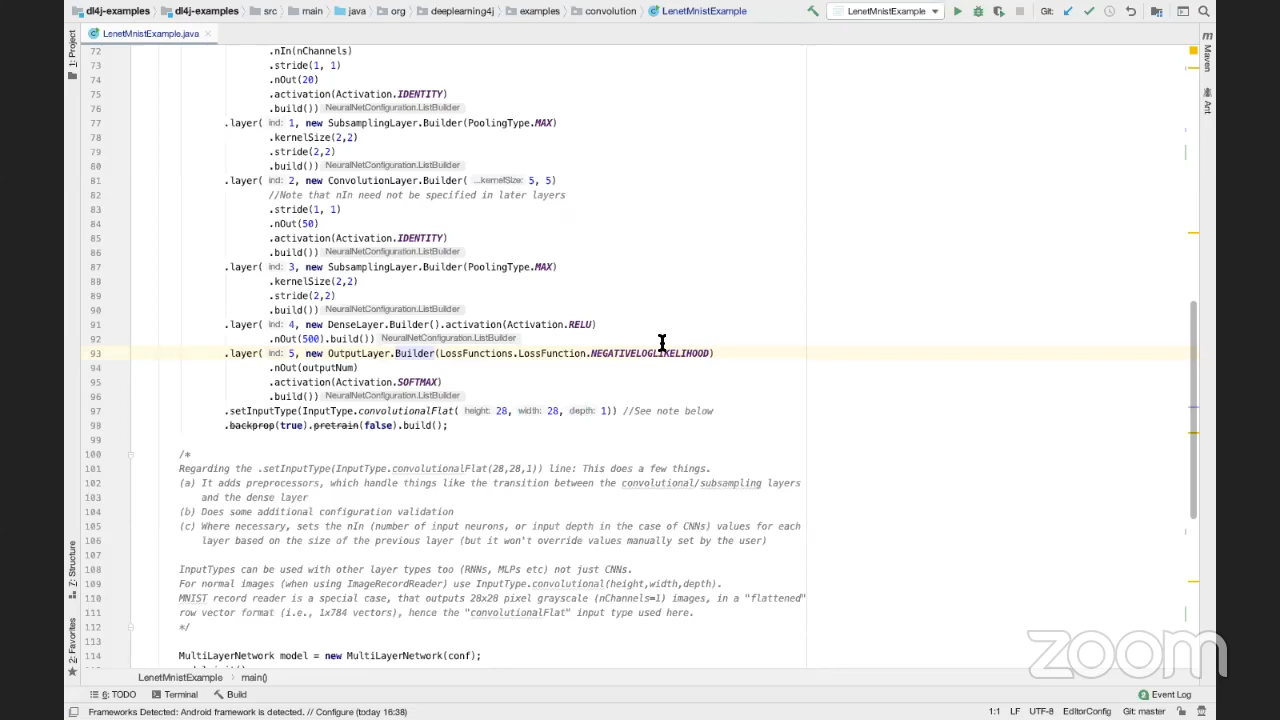 dl4j-examples dl4j-examples src main java org deeplearning4j examples convolution LenetMnistExample LenetMnistExample Git:
1: Project LenetMnistExample.java
72 .nIn(nChannels)
73 .stride(1, 1)
74 .nOut(20)
75 .activation(Activation.IDENTITY)
76 .build()) NeuralNetConfiguration.ListBuilder
77 .layer( ind: 1, new SubsamplingLayer.Builder(PoolingType.MAX)
78 .kernelSize(2,2)
79 .stride(2,2)
80 .build()) NeuralNetConfiguration.ListBuilder
81 .layer( ind: 2, new ConvolutionLayer.Builder( ...kernelSize: 5, 5)
82 //Note that nIn need not be specified in later layers
83 .stride(1, 1)
84 .nOut(50)
85 .activation(Activation.IDENTITY)
86 .build()) NeuralNetConfiguration.ListBuilder
87 .layer( ind: 3, new SubsamplingLayer.Builder(PoolingType.MAX)
88 .kernelSize(2,2)
89 .stride(2,2)
90 .build()) NeuralNetConfiguration.ListBuilder
91 .layer( ind: 4, new DenseLayer.Builder().activation(Activation.RELU)
92 .nOut(500).build()) NeuralNetConfiguration.ListBuilder
93 .layer( ind: 5, new OutputLayer.Builder(LossFunctions.LossFunction.NEGATIVELOGLIKELIHOOD)
94 .nOut(outputNum)
95 .activation(Activation.SOFTMAX)
96 .build()) NeuralNetConfiguration.ListBuilder
97 .setInputType(InputType.convolutionalFlat( height: 28, width: 28, depth: 1)) //See note below
98 .backprop(true).pretrain(false).build();
99
100 /*
101 Regarding the .setInputType(InputType.convolutionalFlat(28,28,1)) line: This does a few things.
102 (a) It adds preprocessors, which handle things like the transition between the convolutional/subsampling layers
103 and the dense layer
104 (b) Does some additional configuration validation
105 (c) Where necessary, sets the nIn (number of input neurons, or input depth in the case of CNNs) values for each
106 layer based on the size of the previous layer (but it won't override values manually set by the user)
107
108 InputTypes can be used with other layer types too (RNNs, MLPs etc) not just CNNs.
109 For normal images (when using ImageRecordReader) use InputType.convolutional(height,width,depth).
110 MNIST record reader is a special case, that outputs 28x28 pixel grayscale (nChannels=1) images, in a "flattened"
111 row vector format (i.e., 1x784 vectors), hence the "convolutionalFlat" input type used here.
112 */
113
114 MultiLayerNetwork model = new MultiLayerNetwork(conf);
m Maven
Ant
7: Structure
2: Favorites
zoom
LenetMnistExample main()
6: TODO Terminal Build 2 Event Log
Frameworks Detected: Android framework is detected. // Configure (today 16:38) 1:1 LF UTF-8 EditorConfig Git: master